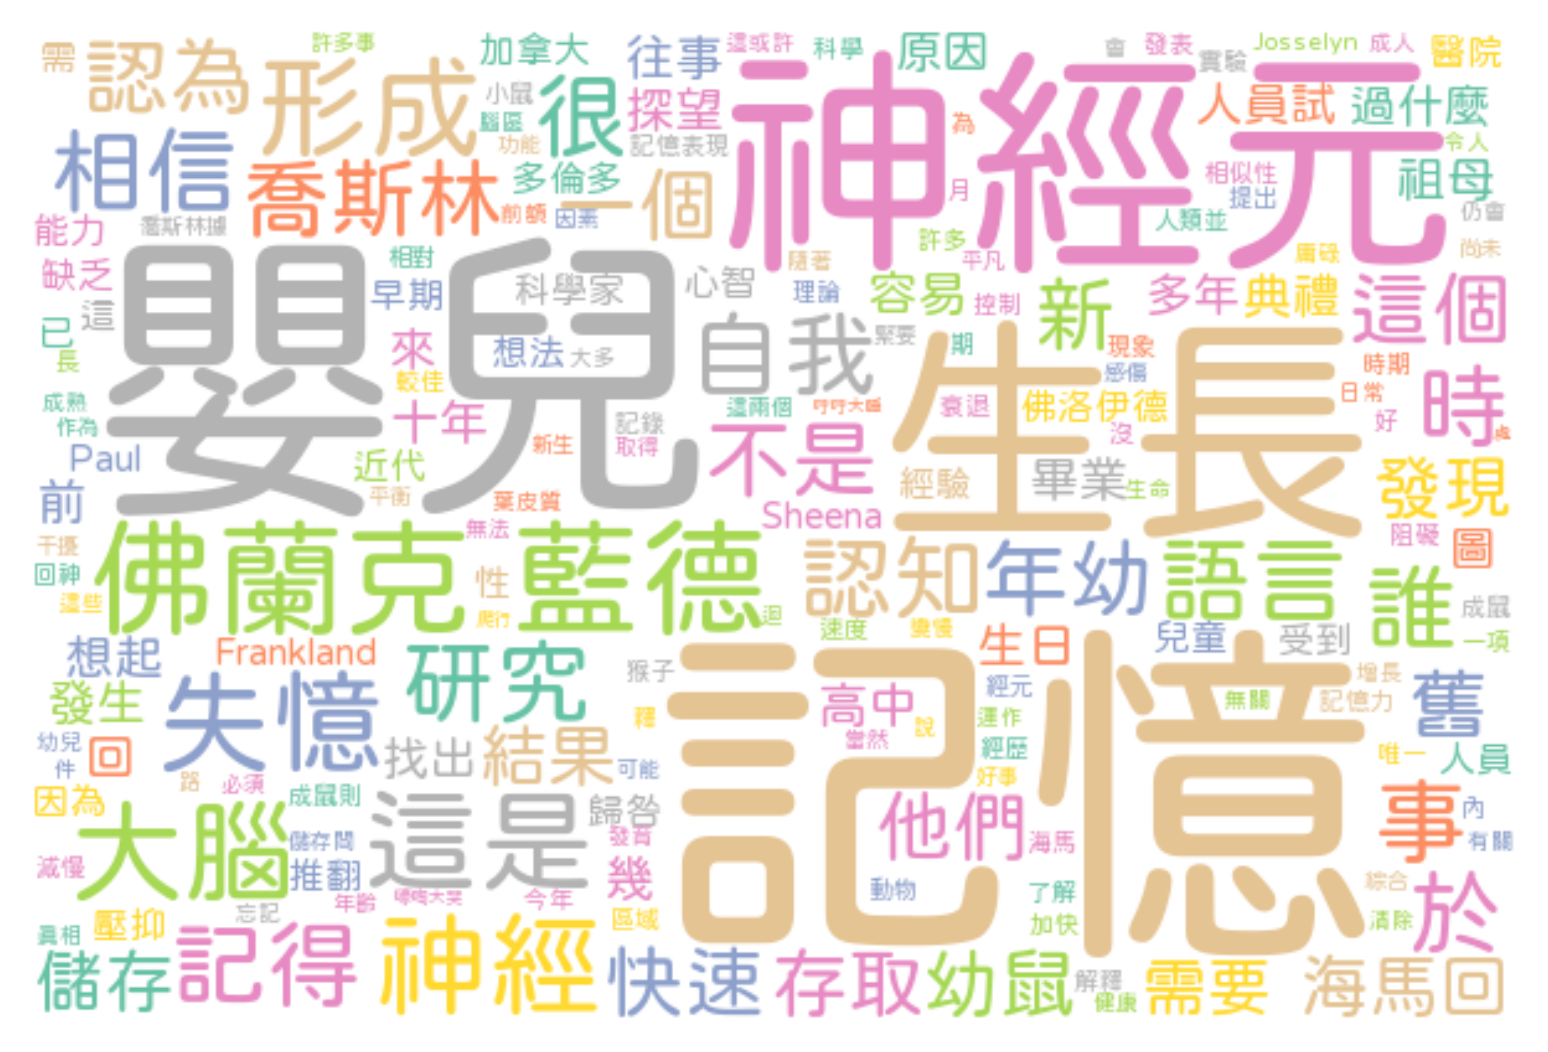 需
認為
許多事
形成
加拿大
小鼠
腦區
功能
很
往事
探望
記憶表現
這或許
科學
原因
神經元
為
月
會
發表
實驗
Josselyn
成人
醫院
人員試
過什麼
令人
相信
喬斯林
多倫多
前額
因素
一個
相似性
提出
祖母
人類並
仍會
能力
喬斯林據
許多
平凡
隨著
庸碌
尚未
缺乏
這
已
長
嬰兒
相對
早期
來
較佳
科學家
想法
大多
心智
自我
緊要
理論
容易
控制
期
新
多年
典禮
這個
現象
感傷
時期
日常
好
時
成熟
作為
十年
記錄
取得
新生
這兩個
呼呼大睡
衰退
佛洛伊德
沒
生長
Paul
近代
平衡
前
葉皮質
無法
不是
Sheena
經驗
畢業
生命
發現
阻礙
圖
干擾
回神
這些
佛蘭克藍德
性
爬行
迴
認知
速度
變慢
年幼
語言
誰
成鼠
一項
想起
Frankland
研究
猴子
釋
記憶
高中
當然
說
生日
經元
運作
經歷
好事
兒童
受到
無關
增長
記憶力
舊
唯一
人員
發生
幼兒
件
回
失憶
找出
結果
可能
路
必須
成鼠則
因為
大腦
減慢
儲存問
推翻
這是
歸咎
發育
幾
他們
海馬
事
內
有關
動物
年齡
嚎啕大哭
今年
區域
忘記
了解
加快
綜合
清除
於
真相
壓抑
儲存
記得
神經
快速
存取
幼鼠
解釋
健康
需要
海馬回